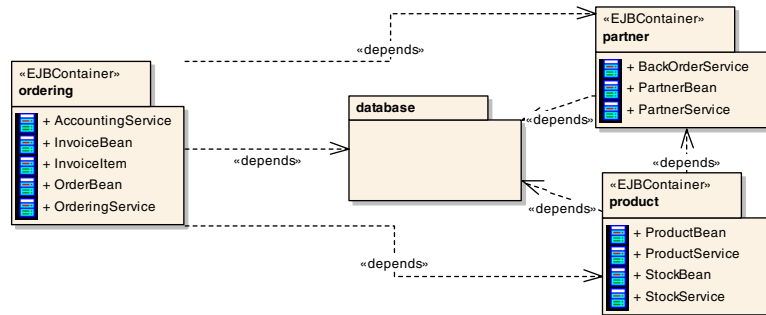 «depends»
«EJBContainer»
partner
+ BackOrderService
+ PartnerBean
+ PartnerService
«EJBContainer»
ordering
+ AccountingService
+ InvoiceBean
+ InvoiceItem
+ OrderBean
+ OrderingService
database
«depends»
«depends»
«depends»
«depends»
«depends»
«EJBContainer»
product
+ ProductBean
+ ProductService
+ StockBean
+ StockService